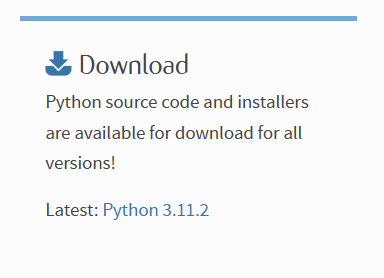 Download
Python source code and installers
are available for download for all
versions!
Latest: Python 3.11.2